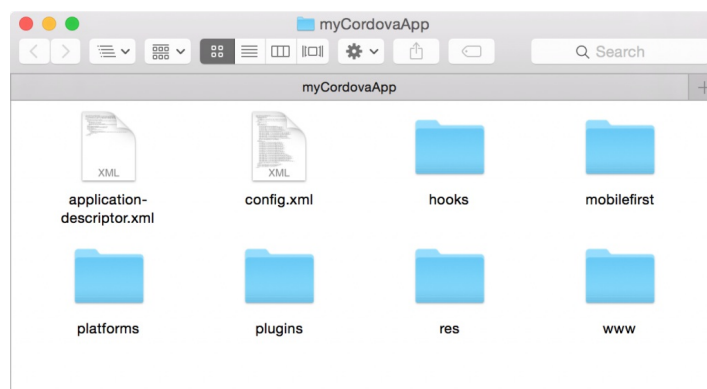 myCordovaApp
Search
myCordovaApp
XML
XML
application-
descriptor.xml
config.xml
hooks
mobilefirst
platforms
plugins
res
www